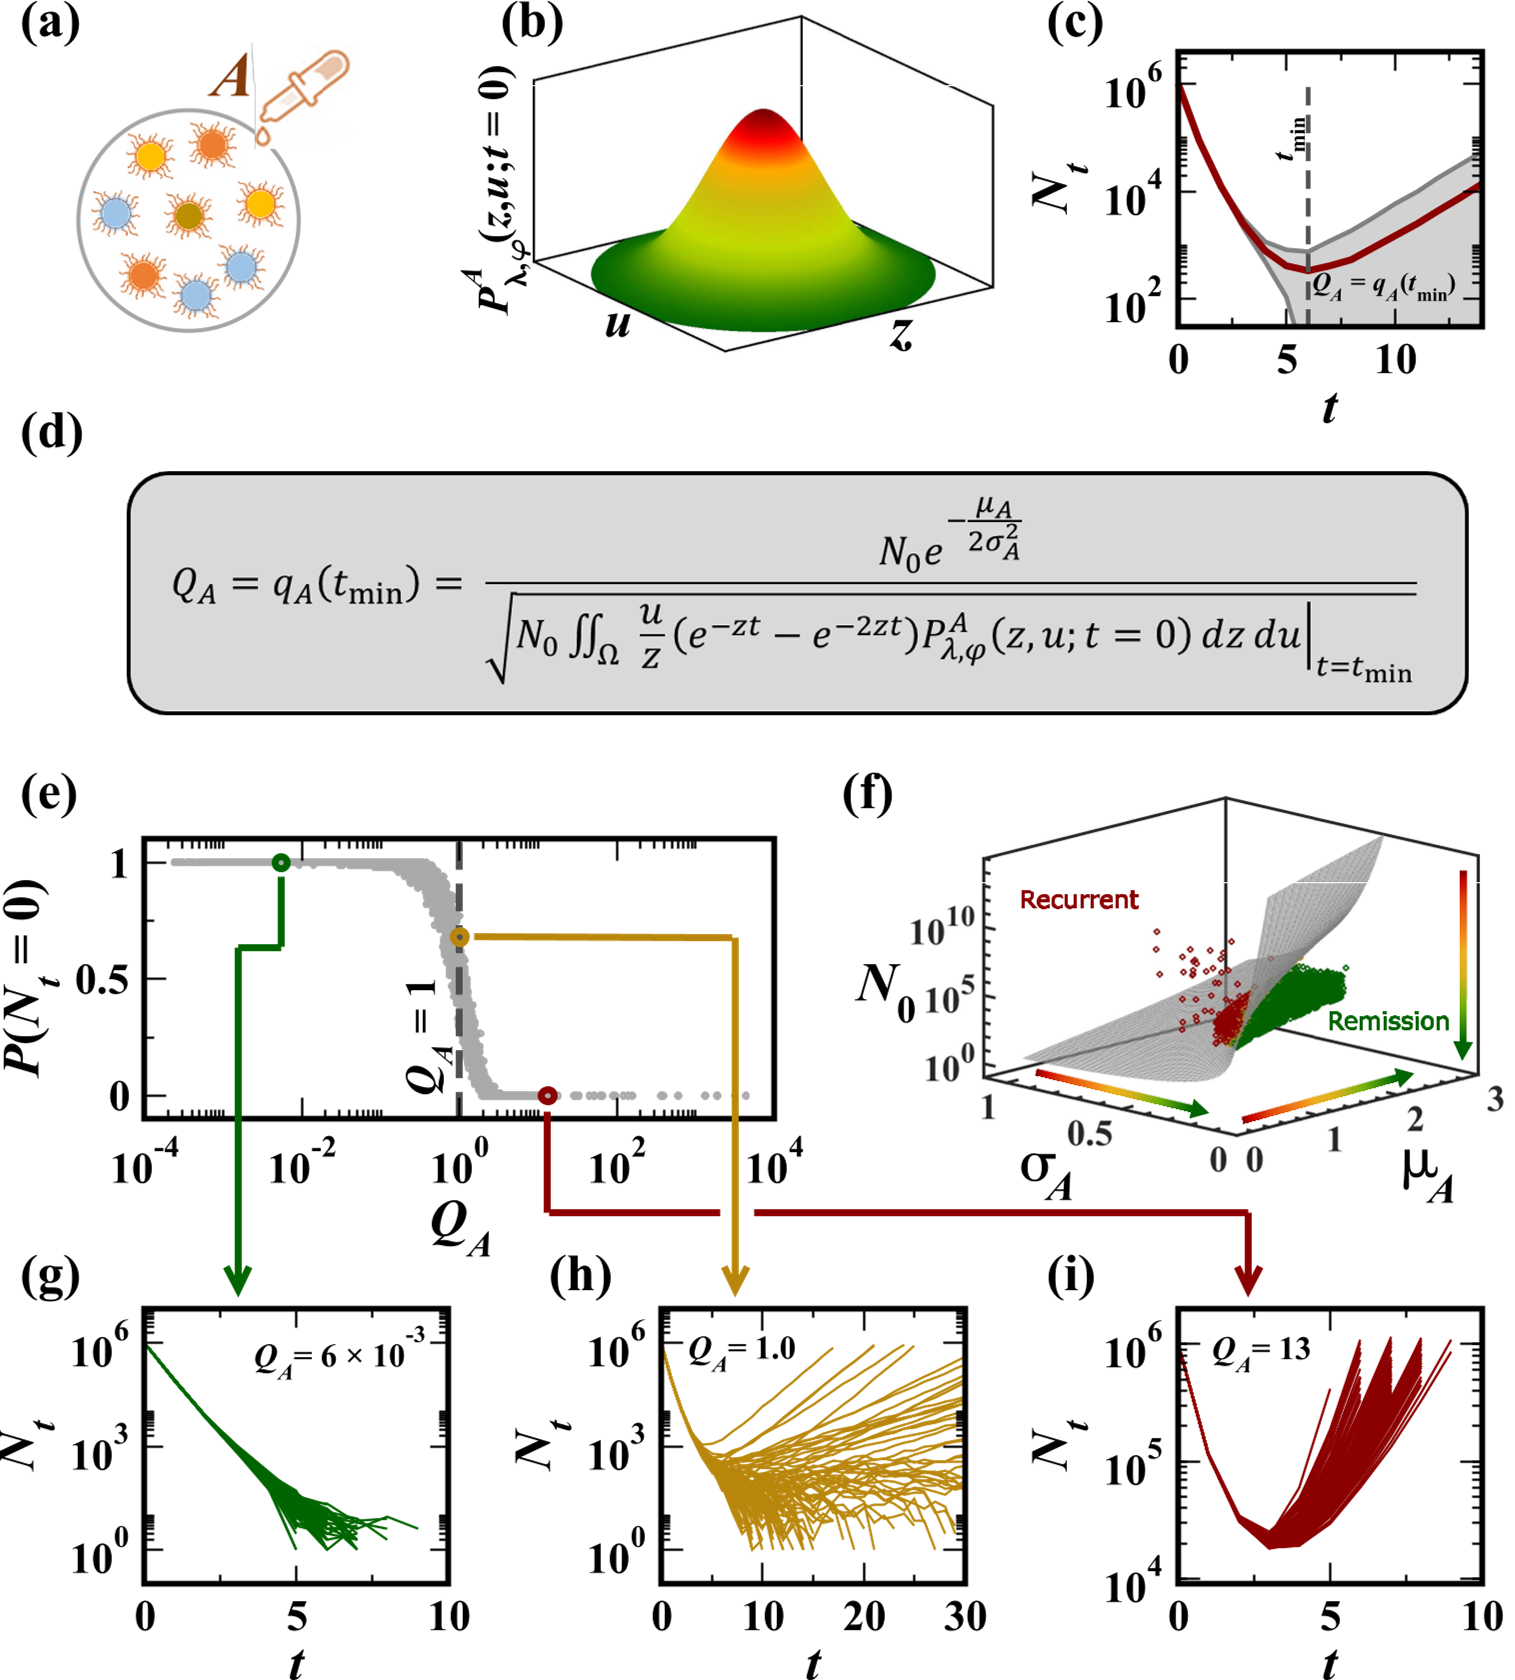 (a)
A
(b)
P^A_{λ,φ}(z,u;t = 0)
u
z
(c)
N_t
10^6
10^4
10^2
t_min
Q_A = q_A(t_min)
0 5 10
t
(d)
Q_A = q_A(t_min) = \frac{N_0 e^{-\frac{μ_A}{2σ_A^2}}}{\sqrt{N_0 ∬_Ω \frac{u}{z}(e^{-zt} − e^{-2zt})P^A_{λ,φ}(z,u; t = 0) dz du|_{t=t_min}}}
(e)
P(N_t = 0)
1
0.5
0
Q_A = 1
10^-4 10^-2 10^0 10^2 10^4
Q_A
(f)
Recurrent
Remission
N_0
10^10
10^5
10^0
1 0.5 0
σ_A
0 1 2 3
μ_A
(g)
N_t
10^6
10^3
10^0
Q_A = 6 × 10^-3
0 5 10
t
(h)
N_t
10^6
10^3
10^0
Q_A = 1.0
0 10 20 30
t
(i)
N_t
10^6
10^5
10^4
Q_A = 13
0 5 10
t